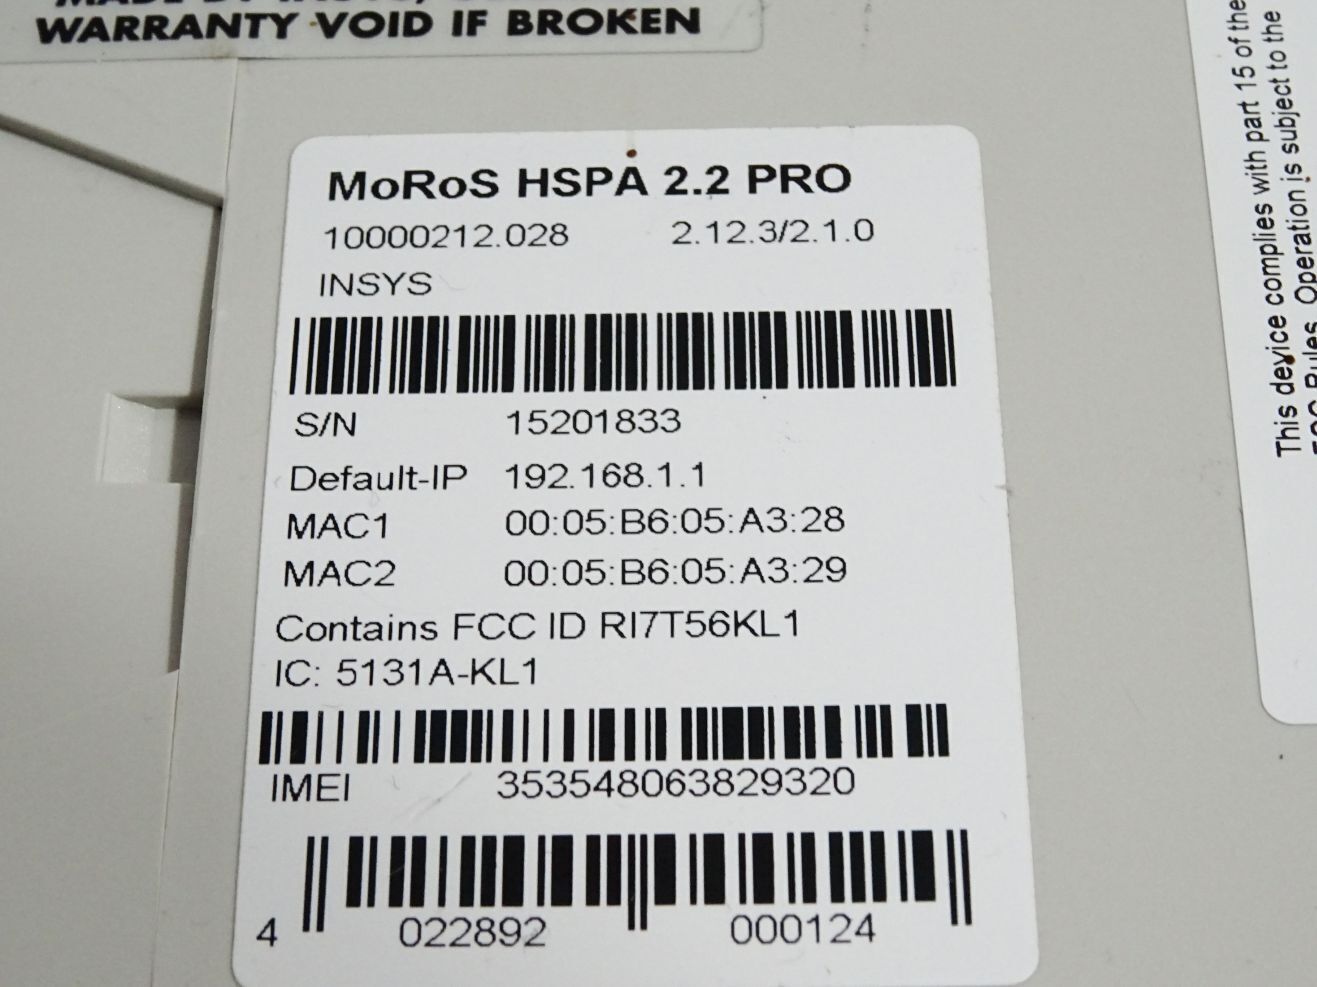 WARRANTY VOID IF BROKEN
MoRoS HSPA 2.2 PRO
10000212.028 2.12.3/2.1.0
INSYS
S/N 15201833
Default-IP 192.168.1.1
MAC1 00:05:B6:05:A3:28
MAC2 00:05:B6:05:A3:29
Contains FCC ID RI7T56KL1
IC: 5131A-KL1
IMEI 353548063829320
4 022892 000124
This device complies with part 15 of the
Rules. Operation is subject to the